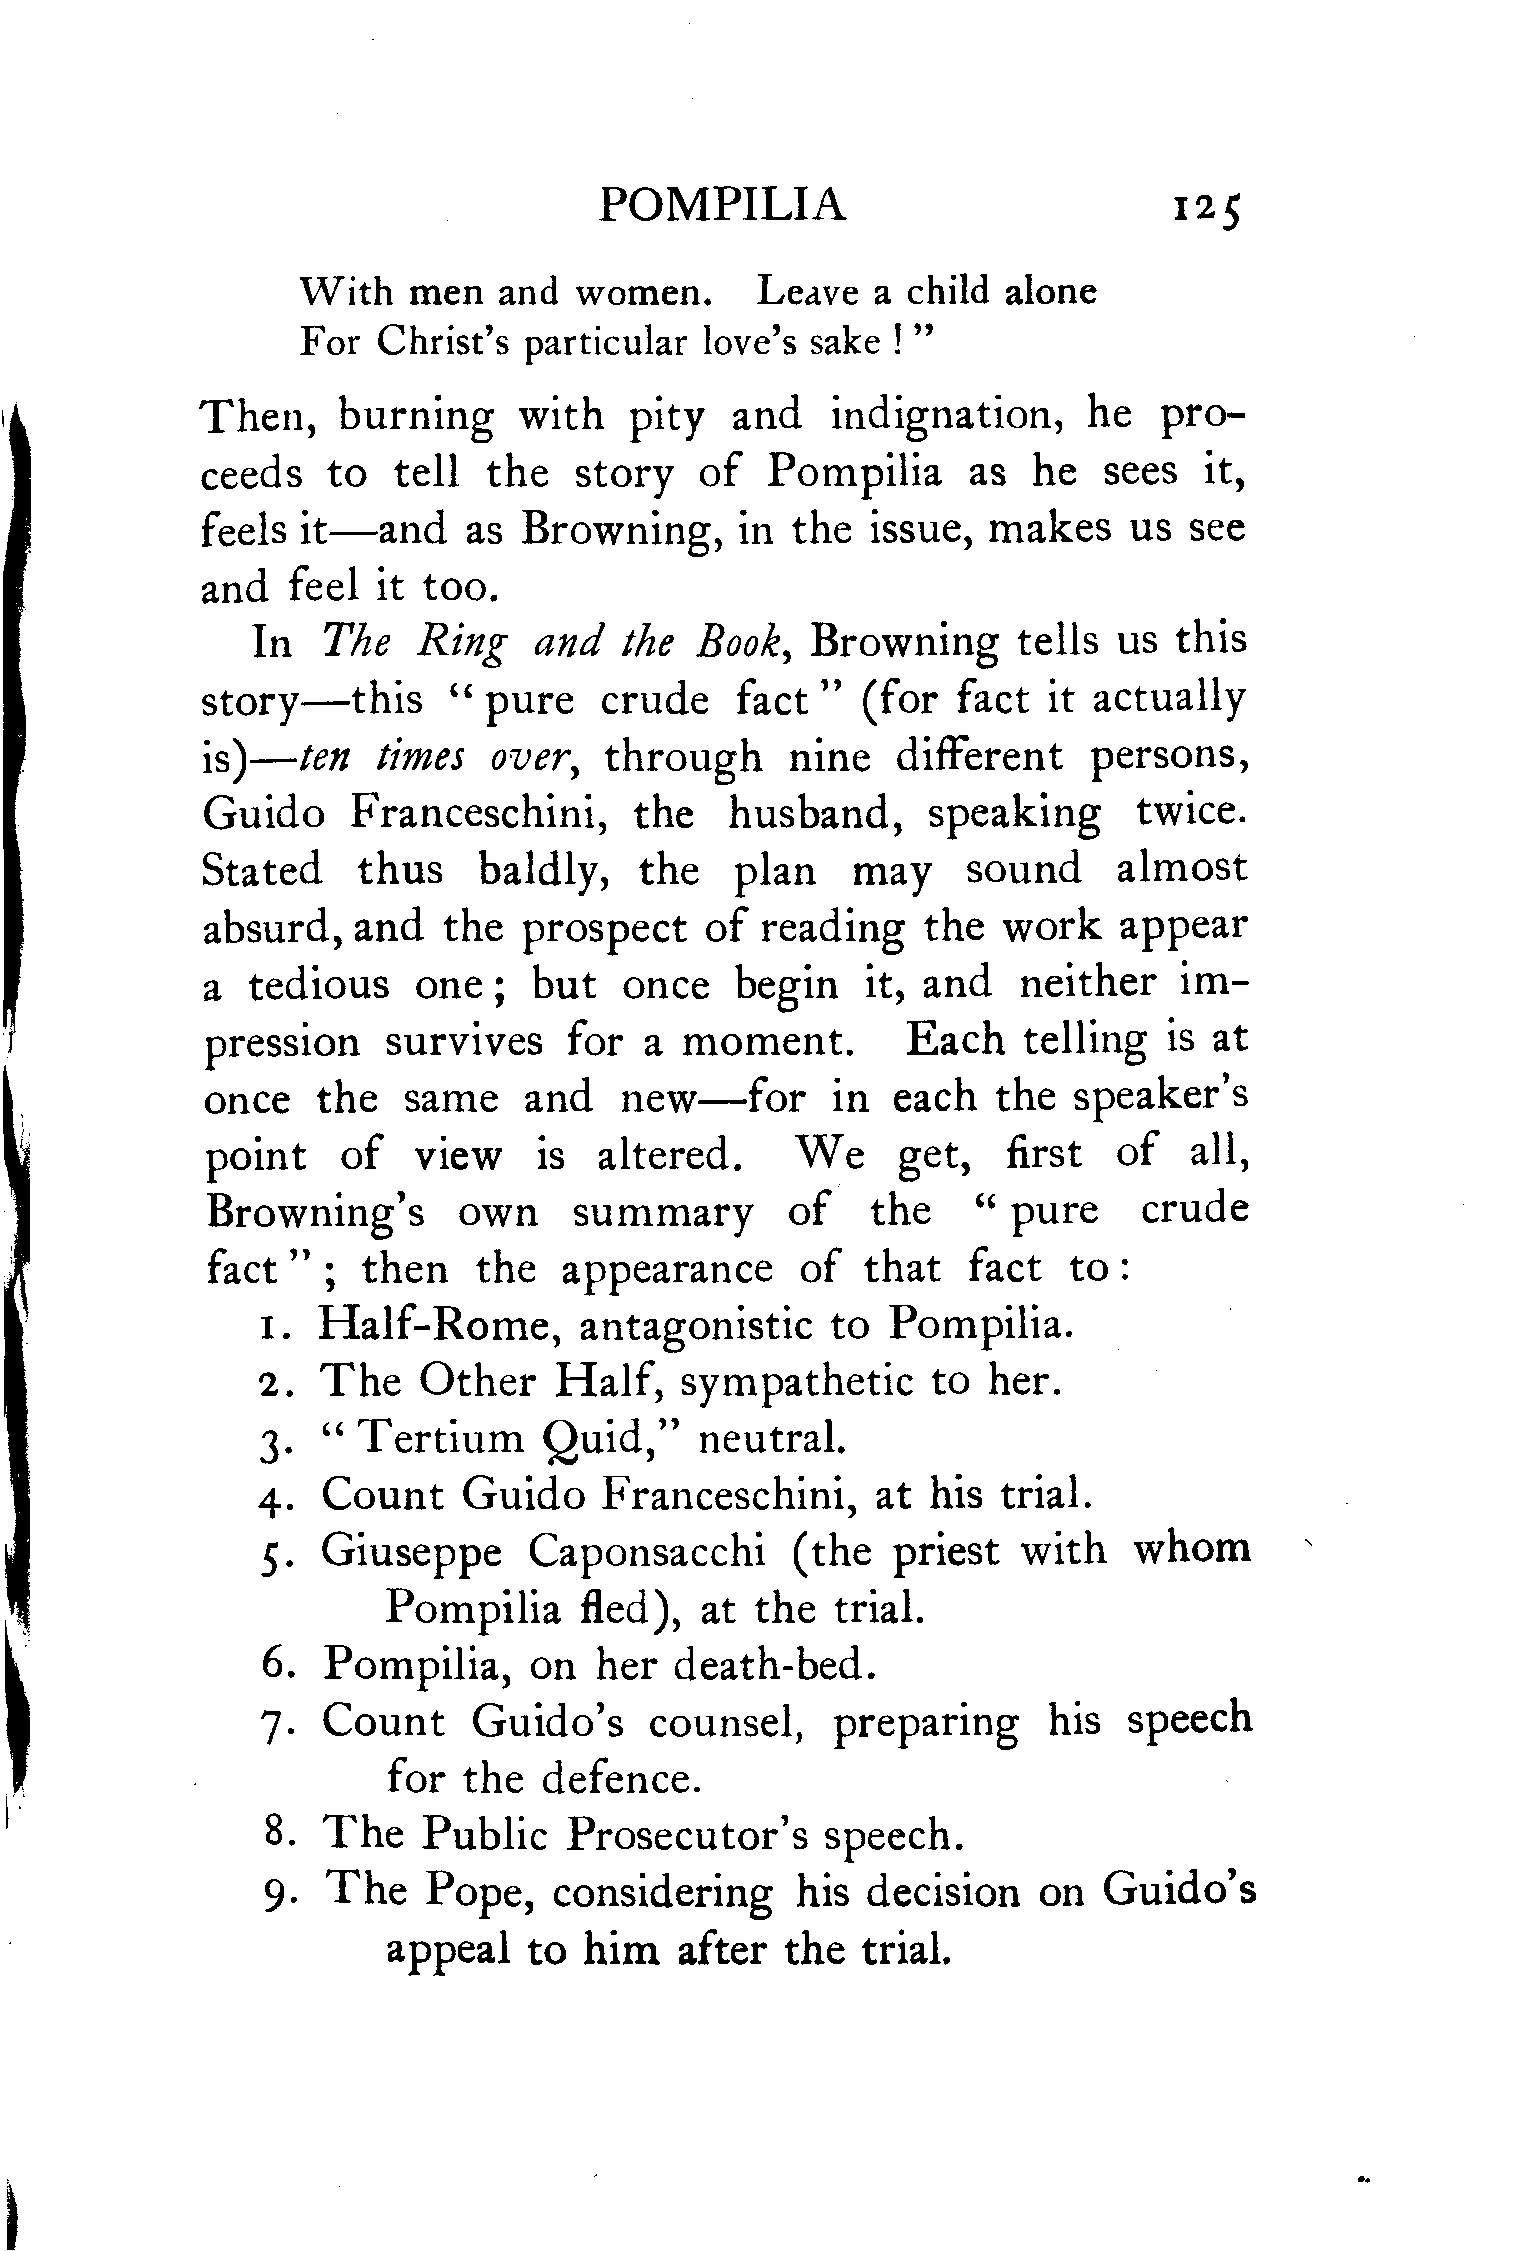 POMPILIA 125
With men and women. Leave a child alone
For Christ's particular love's sake ! "
Then, burning with pity and indignation, he pro-
ceeds to tell the story of Pompilia as he sees it,
feels it—and as Browning, in the issue, makes us see
and feel it too.
In The Ring and the Book, Browning tells us this
story—this " pure crude fact " (for fact it actually
is)—ten times over, through nine different persons,
Guido Franceschini, the husband, speaking twice.
Stated thus baldly, the plan may sound almost
absurd, and the prospect of reading the work appear
a tedious one ; but once begin it, and neither im-
pression survives for a moment. Each telling is at
once the same and new—for in each the speaker's
point of view is altered. We get, first of all,
Browning's own summary of the " pure crude
fact " ; then the appearance of that fact to :
1. Half-Rome, antagonistic to Pompilia.
2. The Other Half, sympathetic to her.
3. " Tertium Quid," neutral.
4. Count Guido Franceschini, at his trial.
5. Giuseppe Caponsacchi (the priest with whom
Pompilia fled), at the trial.
6. Pompilia, on her death-bed.
7. Count Guido's counsel, preparing his speech
for the defence.
8. The Public Prosecutor's speech.
9. The Pope, considering his decision on Guido's
appeal to him after the trial.